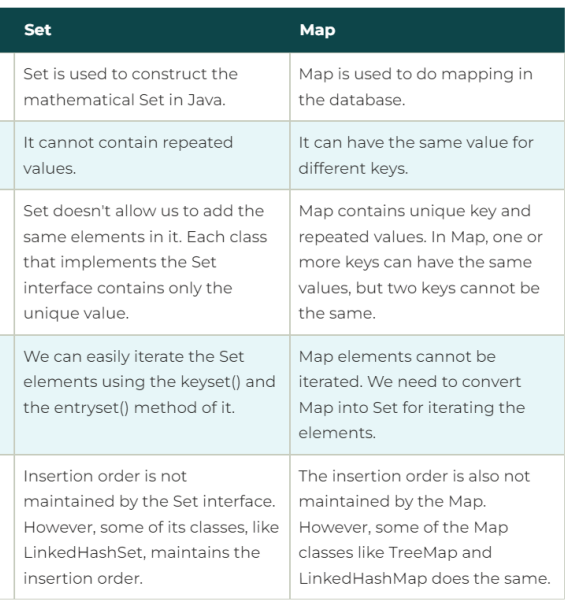 Set
Map
Set is used to construct the
mathematical Set in Java.
Map is used to do mapping in
the database.
It cannot contain repeated
values.
It can have the same value for
different keys.
Set doesn't allow us to add the
same elements in it. Each class
that implements the Set
interface contains only the
unique value.
Map contains unique key and
repeated values. In Map, one or
more keys can have the same
values, but two keys cannot be
the same.
We can easily iterate the Set
elements using the keyset() and
the entryset() method of it.
Map elements cannot be
iterated. We need to convert
Map into Set for iterating the
elements.
Insertion order is not
maintained by the Set interface.
However, some of its classes, like
LinkedHashSet, maintains the
insertion order.
The insertion order is also not
maintained by the Map.
However, some of the Map
classes like TreeMap and
LinkedHashMap does the same.